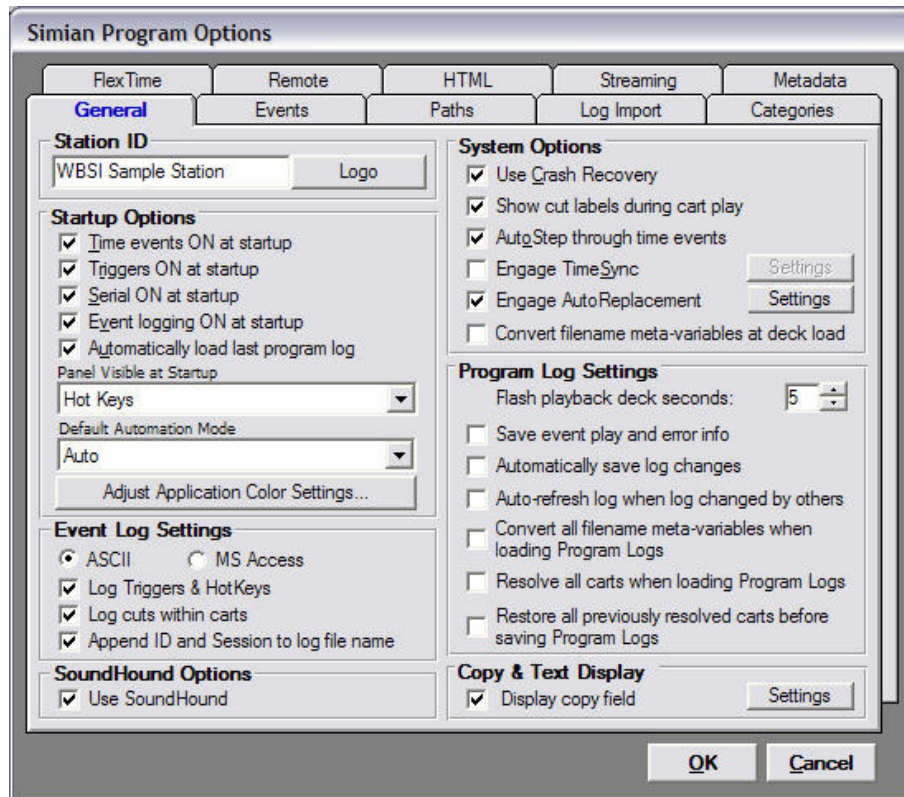 Simian Program Options
FlexTime
Remote
HTML
Streaming
Metadata
General
Events
Paths
Log Import
Categories
Station ID
WBSI Sample Station
Logo
Startup Options
Time events ON at startup
Triggers ON at startup
Serial ON at startup
Event logging ON at startup
Automatically load last program log
Panel Visible at Startup
Hot Keys
Default Automation Mode
Auto
Adjust Application Color Settings...
Event Log Settings
ASCII
MS Access
Log Triggers & HotKeys
Log cuts within carts
Append ID and Session to log file name
SoundHound Options
Use SoundHound
System Options
Use Crash Recovery
Show cut labels during cart play
AutoStep through time events
Engage TimeSync
Settings
Engage AutoReplacement
Settings
Convert filename meta-variables at deck load
Program Log Settings
Flash playback deck seconds:
5
Save event play and error info
Automatically save log changes
Auto-refresh log when log changed by others
Convert all filename meta-variables when
loading Program Logs
Resolve all carts when loading Program Logs
Restore all previously resolved carts before
saving Program Logs
Copy & Text Display
Display copy field
Settings
OK
Cancel